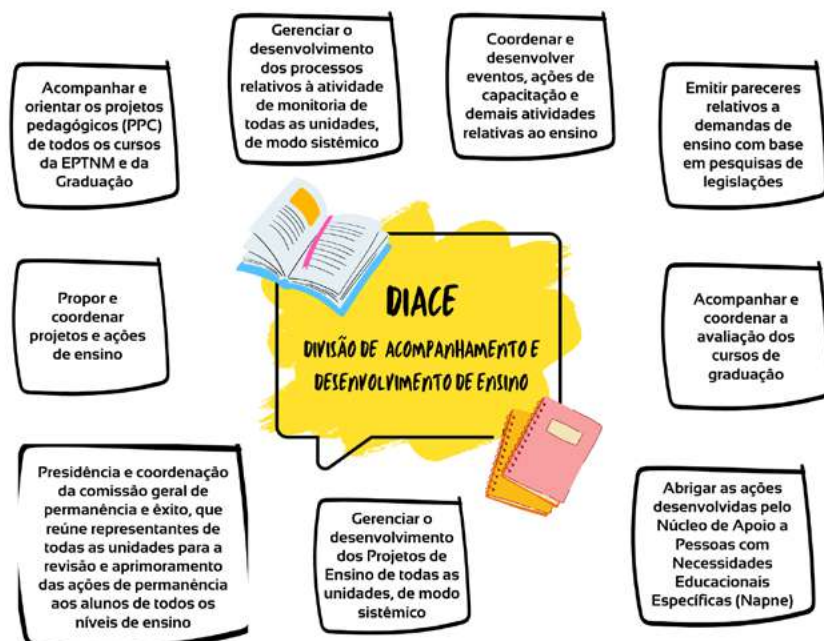 Acompanhar e
orientar os projetos
pedagógicos (PPC)
de todos os cursos
da EPTNM e da
Graduação
Gerenciar o
desenvolvimento
dos processos
relativos à atividade
de monitoria de
todas as unidades,
de modo sistêmico
Coordenar e
desenvolver
eventos, ações de
capacitação e
demais atividades
relativas ao ensino
Emitir pareceres
relativos a
demandas de
ensino com base
em pesquisas de
legislações
Propor e
coordenar
projetos e ações
de ensino
DIACE
DIVISÃO DE ACOMPANHAMENTO E
DESENVOLVIMENTO DE ENSINO
Acompanhar e
coordenar a
avaliação dos
cursos de
graduação
Presidência e coordenação
da comissão geral de
permanência e êxito, que
reúne representantes de
todas as unidades para a
revisão e aprimoramento
das ações de permanência
aos alunos de todos os
níveis de ensino
Gerenciar o
desenvolvimento
dos Projetos de
Ensino de todas as
unidades, de modo
sistêmico
Abrigar as ações
desenvolvidas pelo
Núcleo de Apoio a
Pessoas com
Necessidades
Educacionais
Específicas (Napne)